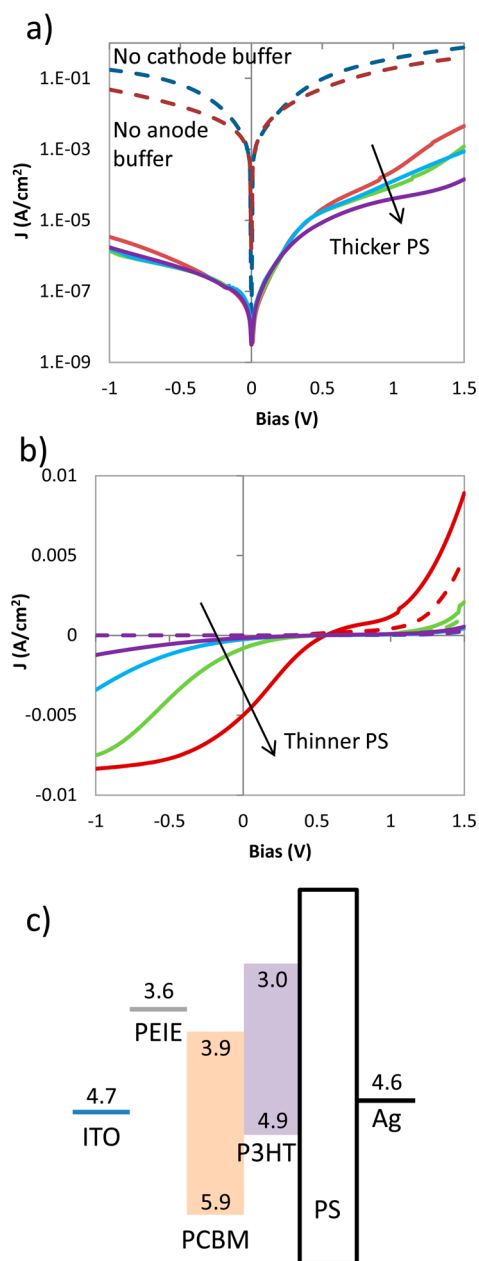 a)
No cathode buffer
No anode
buffer
Thicker PS
J (A/cm²)
1.E-01
1.E-03
1.E-05
1.E-07
1.E-09
-1
-0.5
0
0.5
1
1.5
Bias (V)
b)
J (A/cm²)
0.01
0.005
0
-0.005
-0.01
Thinner PS
-1
-0.5
0
0.5
1
1.5
Bias (V)
c)
3.6
PEIE
3.0
3.9
4.7
ITO
4.6
Ag
4.9
P3HT
5.9
PCBM
PS